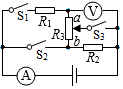 S₁ R₁ a V
R₃ b S₃
S₂ R₂
A